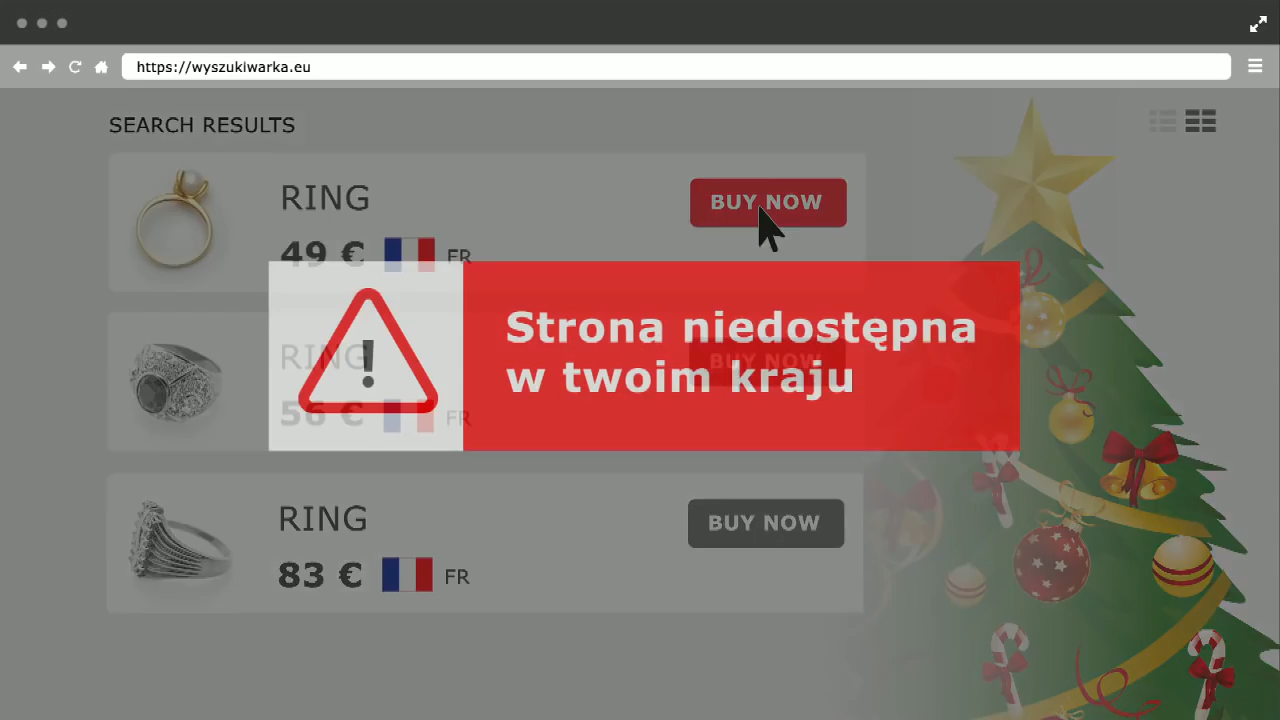 https://wyszukiwarka.eu
SEARCH RESULTS
RING
BUY NOW
49 € FR
Strona niedostępna
w twoim kraju
!
RING
BUY NOW
56 € FR
RING
BUY NOW
83 € FR